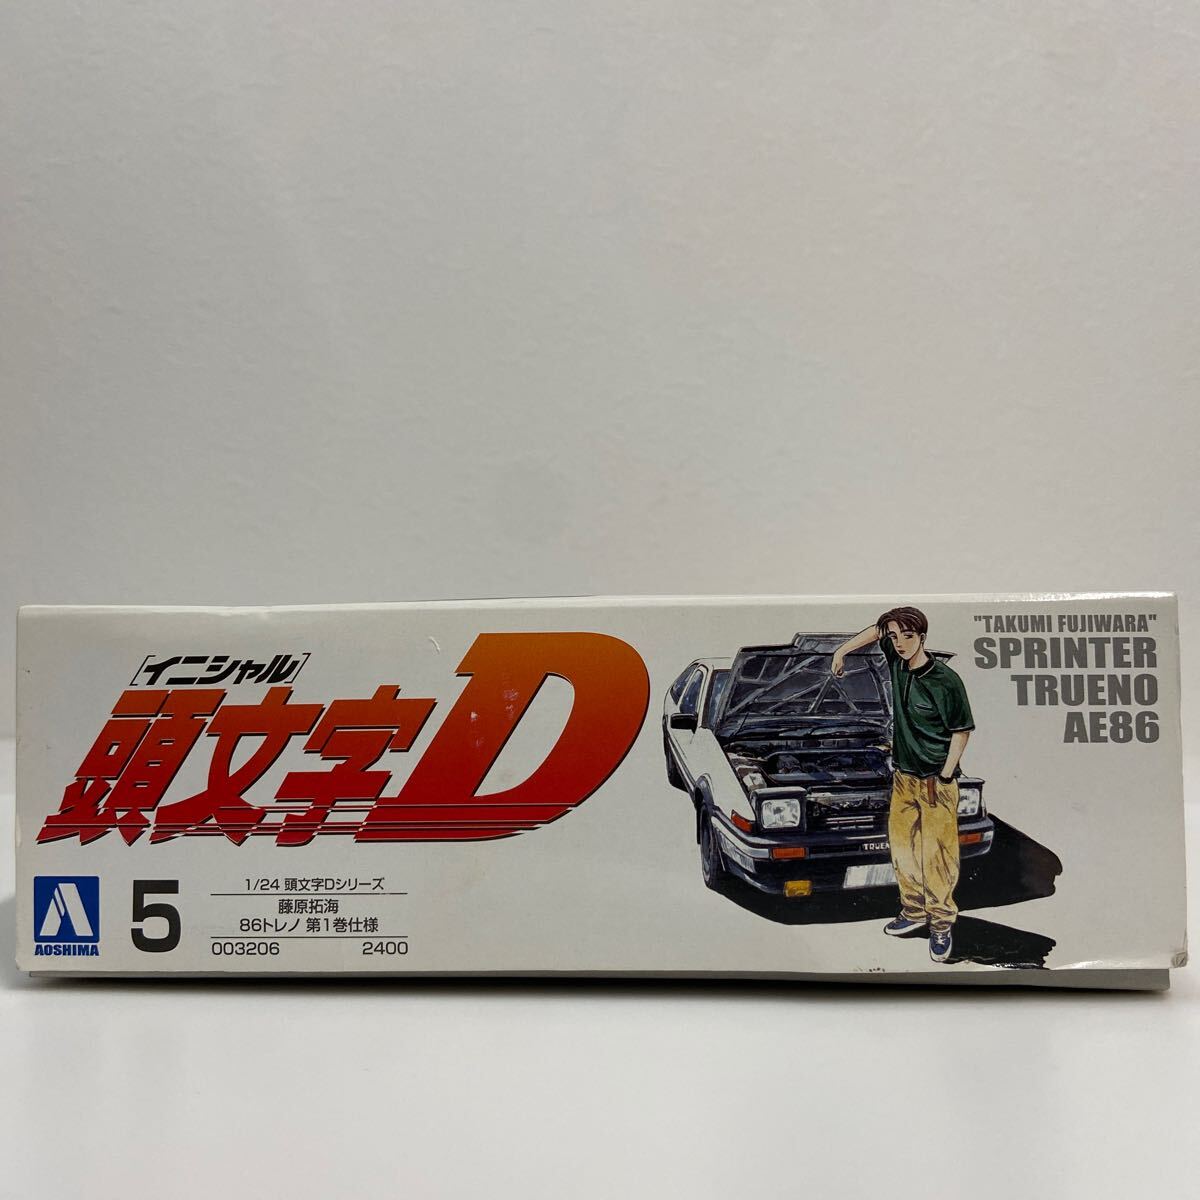 [イニシャル]
頭文字D
"TAKUMI FUJIWARA"
SPRINTER
TRUENO
AE86
TRUEN
AOSHIMA
5
1/24 頭文字Dシリーズ
藤原拓海
86トレノ 第1巻仕様
003206 2400